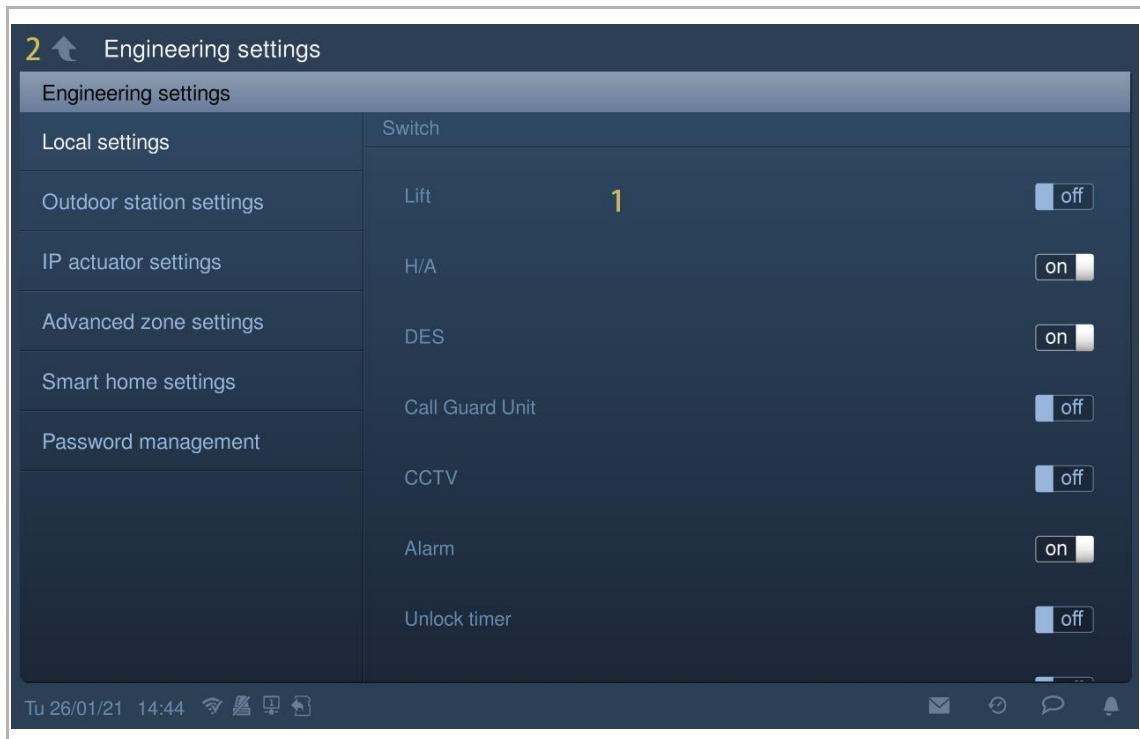 2 Engineering settings
Engineering settings
Local settings
Outdoor station settings
IP actuator settings
Advanced zone settings
Smart home settings
Password management
Switch
Lift 1 off
H/A on
DES on
Call Guard Unit off
CCTV off
Alarm on
Unlock timer off
Tu 26/01/21 14:44